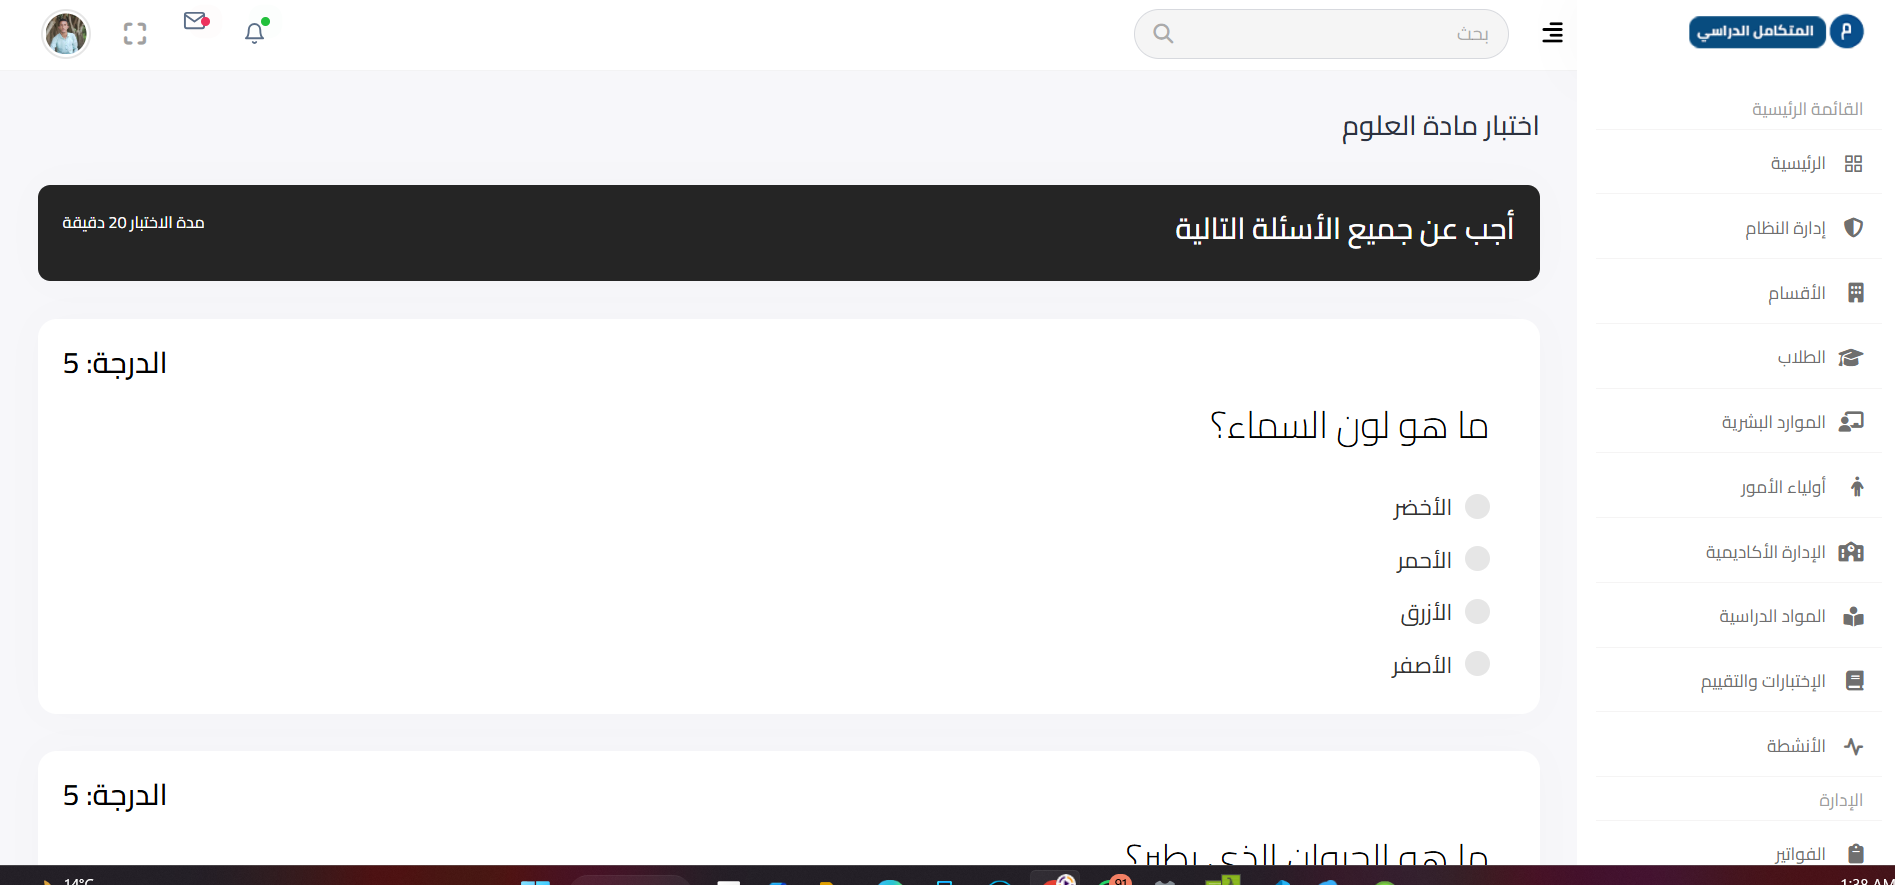 م المتكامل الدراسي
بحث
القائمة الرئيسية
الرئيسية
إدارة النظام
الأقسام
الطلاب
الموارد البشرية
أولياء الأمور
الإدارة الأكاديمية
المواد الدراسية
الإختبارات والتقييم
الأنشطة
الإدارة
الفواتير
اختبار مادة العلوم
أجب عن جميع الأسئلة التالية
مدة الاختبار 20 دقيقة
الدرجة: 5
ما هو لون السماء؟
الأخضر
الأحمر
الأزرق
الأصفر
الدرجة: 5
ما هو الحيوان الذي يطير؟
14°C
91
1:38 AM